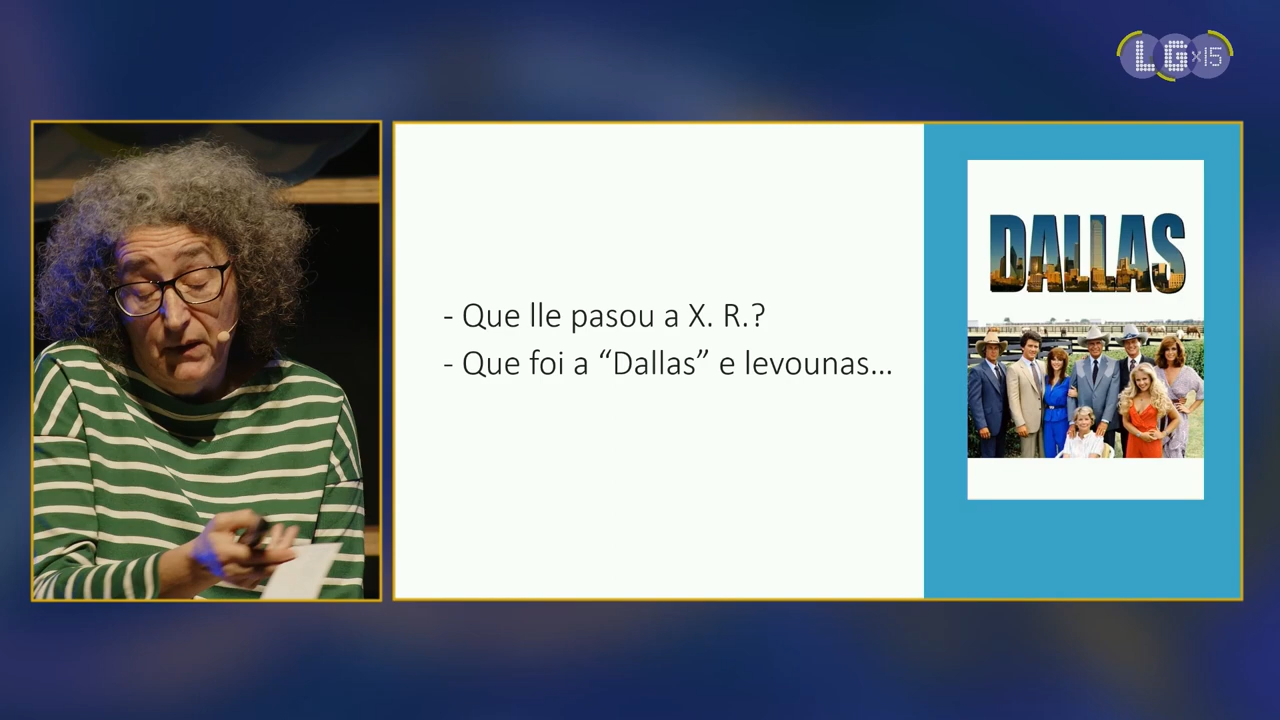 LG×15
- Que lle pasou a X. R.?
- Que foi a “Dallas” e levounas...
DALLAS